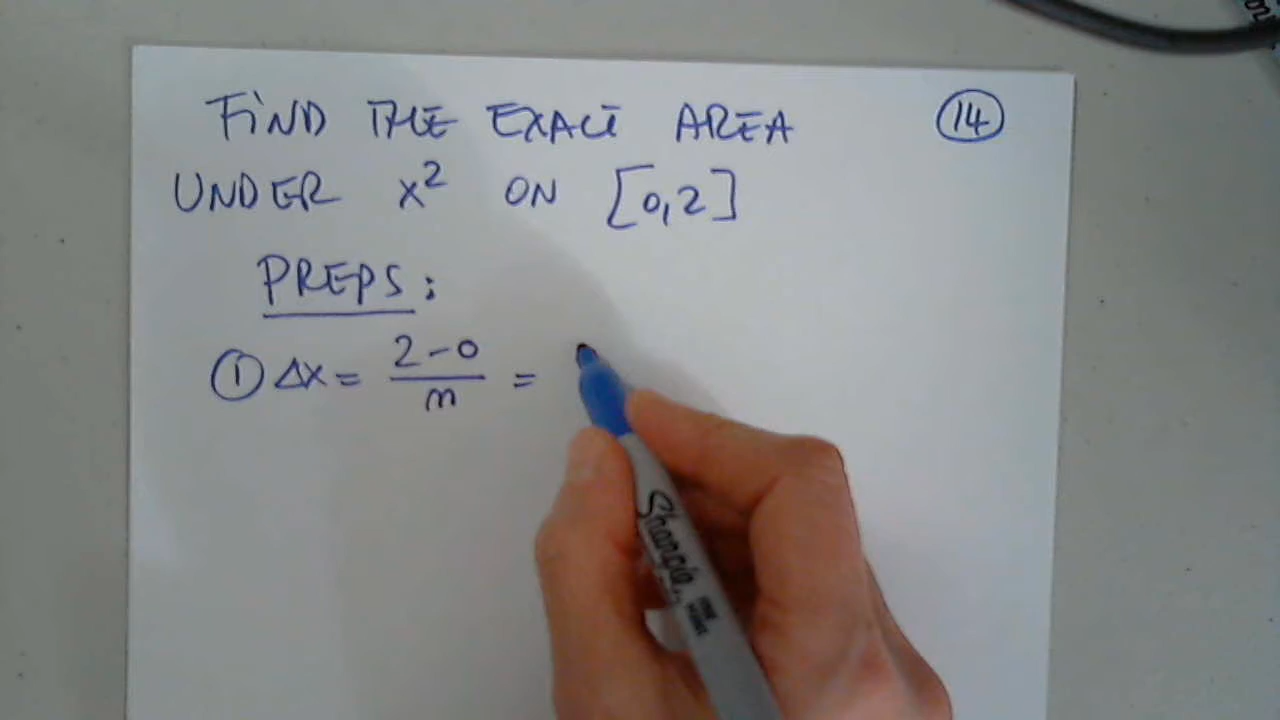 FIND THE EXACT AREA (14)
UNDER x² ON [0,2]
PREPS:
① Δx = 2-0 / n =
Sharpie